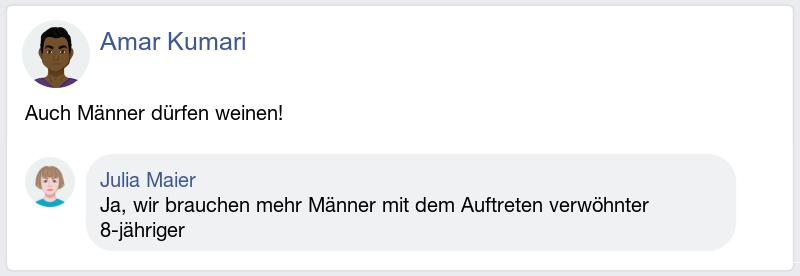 Amar Kumari
Auch Männer dürfen weinen!
Julia Maier
Ja, wir brauchen mehr Männer mit dem Auftreten verwöhnter
8-jähriger